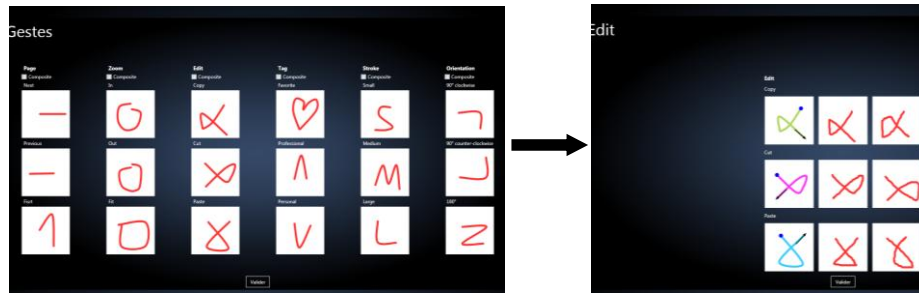 Gestes
Page Zoom Edit Tag Stroke Orientation
Composite Composite Composite Composite Composite Composite
Next In Copy Favorite Small 90° clockwise
Previous Out Cut Professional Medium 90° counter-clockwise
First Fit Paste Personal Large 180°
Valider
Edit
Edit
Copy
Cut
Paste
Valider